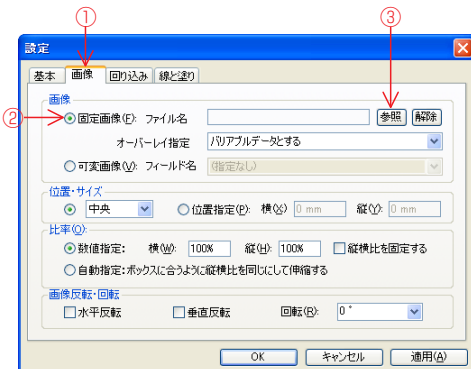 ① ③
設定
基本 画像 回り込み 線と塗り
画像
② 固定画像(F): ファイル名 参照 解除
オーバーレイ指定 バリアブルデータとする
可変画像(V): フィールド名 (指定なし)
位置・サイズ
中央 位置指定(P): 横(X) 0 mm 縦(Y): 0 mm
比率(O):
数値指定: 横(W): 100% 縦(H): 100% 縦横比を固定する
自動指定:ボックスに合うように縦横比を同じにして伸縮する
画像反転・回転
水平反転 垂直反転 回転(R): 0 °
OK キャンセル 適用(A)